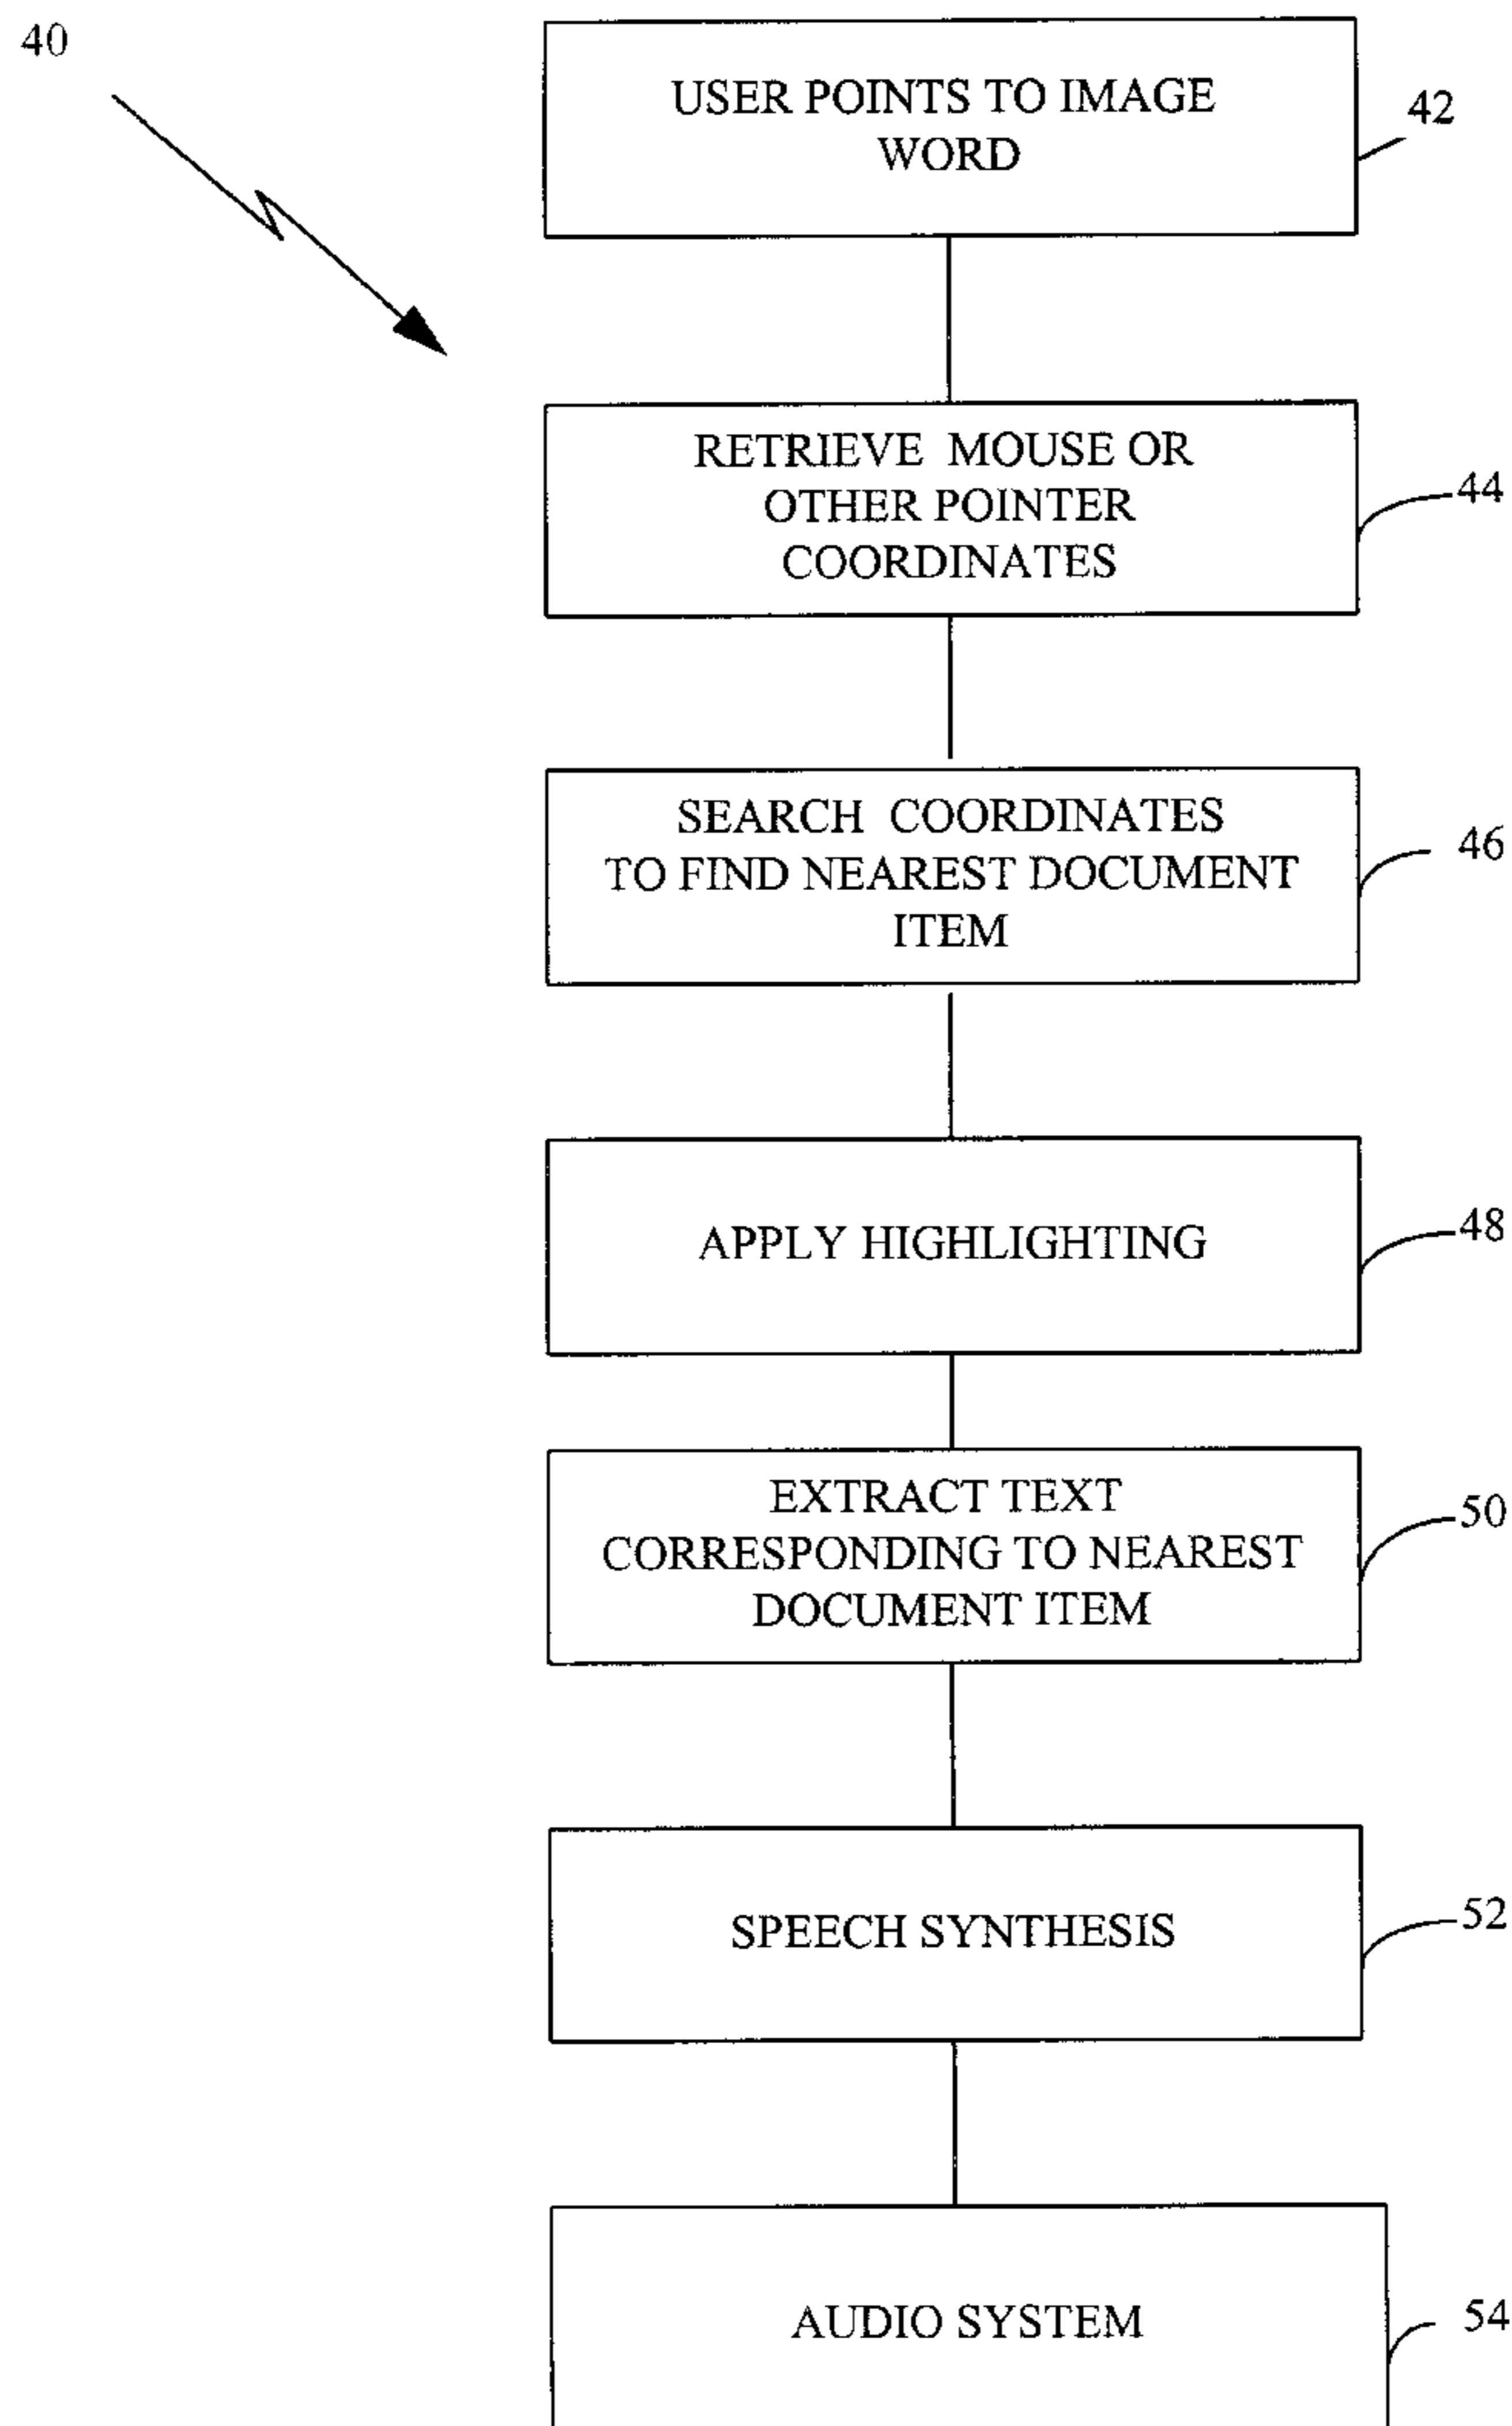 40
USER POINTS TO IMAGE
WORD
42
RETRIEVE MOUSE OR
OTHER POINTER
COORDINATES
44
SEARCH COORDINATES
TO FIND NEAREST DOCUMENT
ITEM
46
APPLY HIGHLIGHTING
48
EXTRACT TEXT
CORRESPONDING TO NEAREST
DOCUMENT ITEM
50
SPEECH SYNTHESIS
52
AUDIO SYSTEM
54